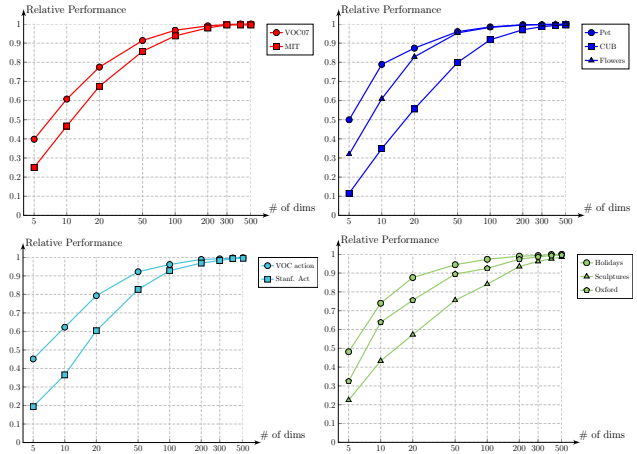 Relative Performance
1
0.9
0.8
0.7
0.6
0.5
0.4
0.3
0.2
0.1
0
5 10 20 50 100 200 300 500
# of dims
VOC07
MIT
Relative Performance
1
0.9
0.8
0.7
0.6
0.5
0.4
0.3
0.2
0.1
0
5 10 20 50 100 200 300 500
# of dims
Pet
CUB
Flowers
Relative Performance
1
0.9
0.8
0.7
0.6
0.5
0.4
0.3
0.2
0.1
0
5 10 20 50 100 200 300 500
# of dims
VOC action
Stanf. Act
Relative Performance
1
0.9
0.8
0.7
0.6
0.5
0.4
0.3
0.2
0.1
0
5 10 20 50 100 200 300 500
# of dims
Holidays
Sculptures
Oxford